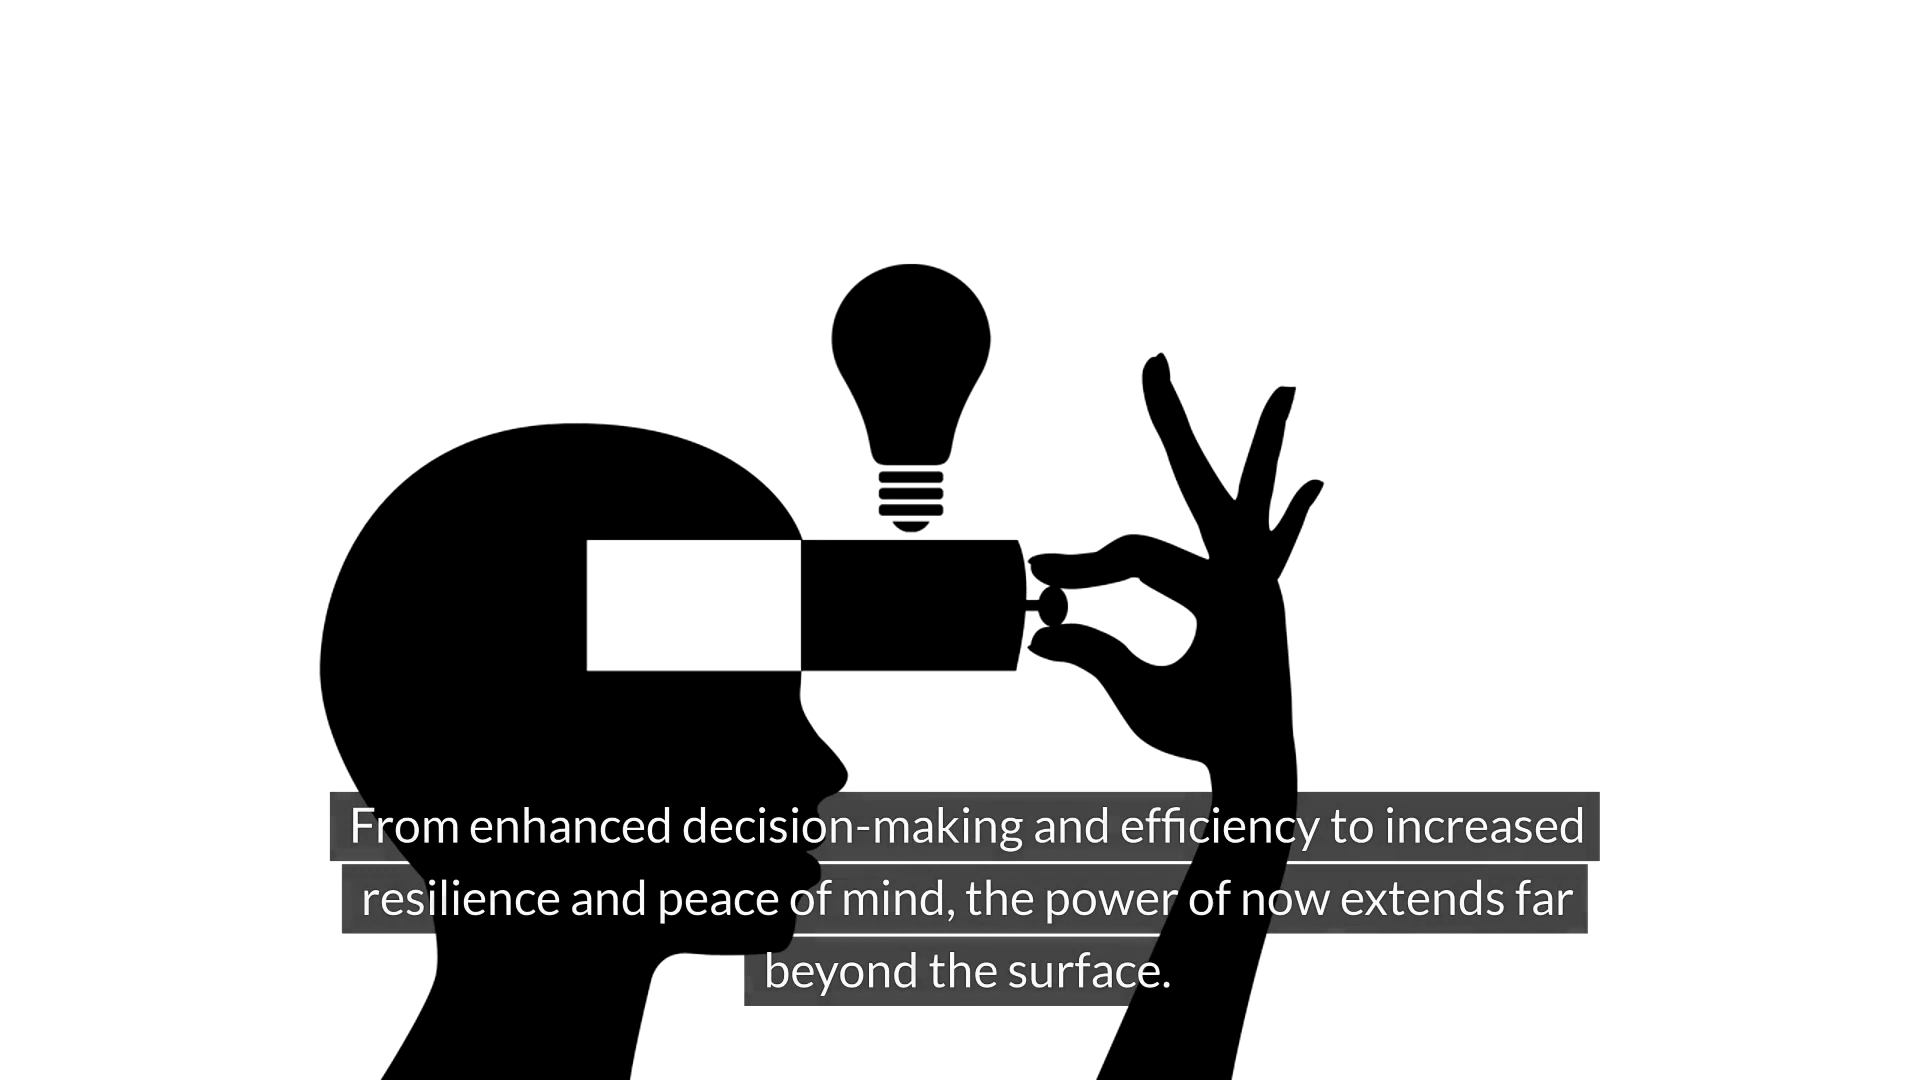 From enhanced decision-making and efficiency to increased
resilience and peace of mind, the power of now extends far
beyond the surface.